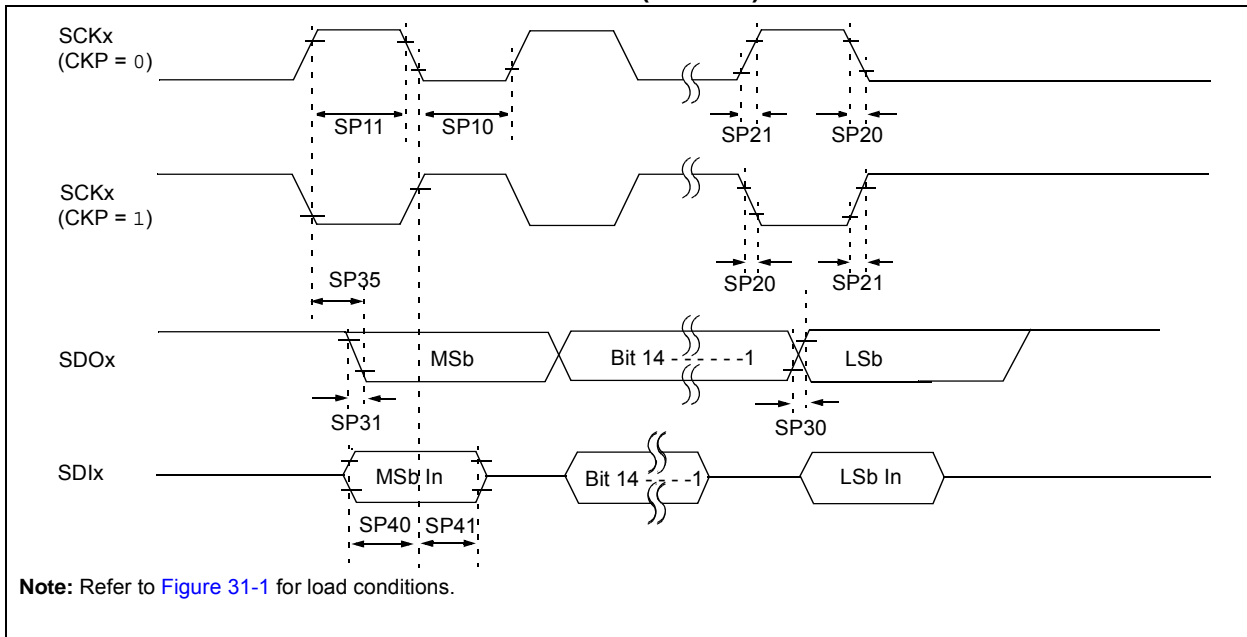 SCKx
(CKP = 0)
SP11
SP10
SP21
SP20
SCKx
(CKP = 1)
SP35
SP20
SP21
SDOx
MSb
Bit 14 - - - - - -1
LSb
SP31
SP30
SDIx
MSb In
Bit 14 - - - -1
LSb In
SP40
SP41
Note: Refer to Figure 31-1 for load conditions.